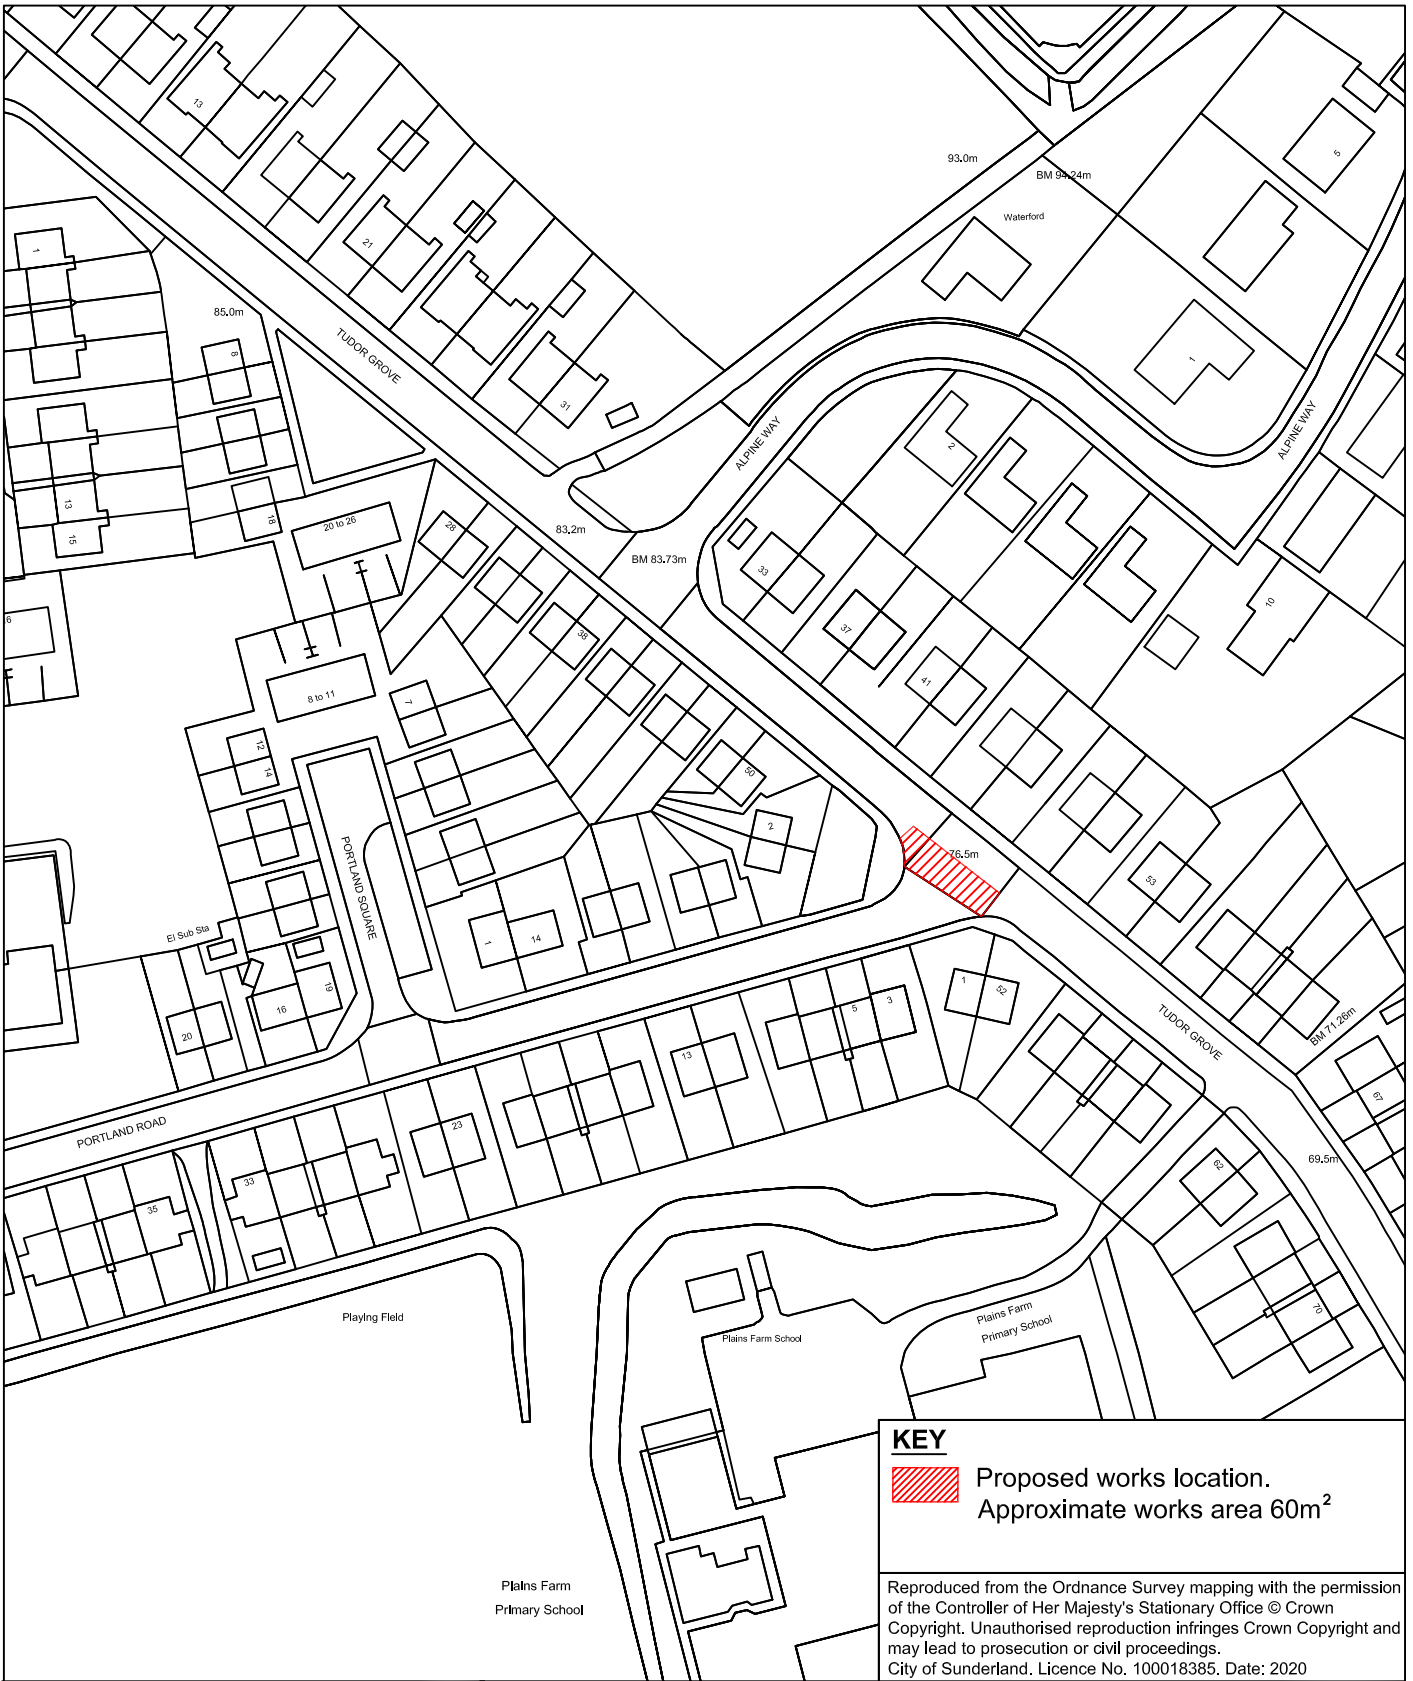 13
5
93.0m
BM 94.24m
Waterford
21
1
85.0m
TUDOR GROVE
8
1
31
ALPINE WAY
ALPINE WAY
2
13
15
18
20 to 26
28
83.2m
BM 83.73m
33
10
6
38
37
41
8 to 11
7
12
14
50
2
PORTLAND SQUARE
76.5m
53
El Sub Sta
1
14
16
19
20
5
3
1
52
13
TUDOR GROVE
BM 71.26m
67
PORTLAND ROAD
23
69.5m
62
33
35
70
Playing Field
Plains Farm School
Plains Farm
Primary School
KEY
Proposed works location.
Approximate works area 60m²
Plains Farm
Primary School
Reproduced from the Ordnance Survey mapping with the permission
of the Controller of Her Majesty's Stationary Office © Crown
Copyright. Unauthorised reproduction infringes Crown Copyright and
may lead to prosecution or civil proceedings.
City of Sunderland. Licence No. 100018385. Date: 2020